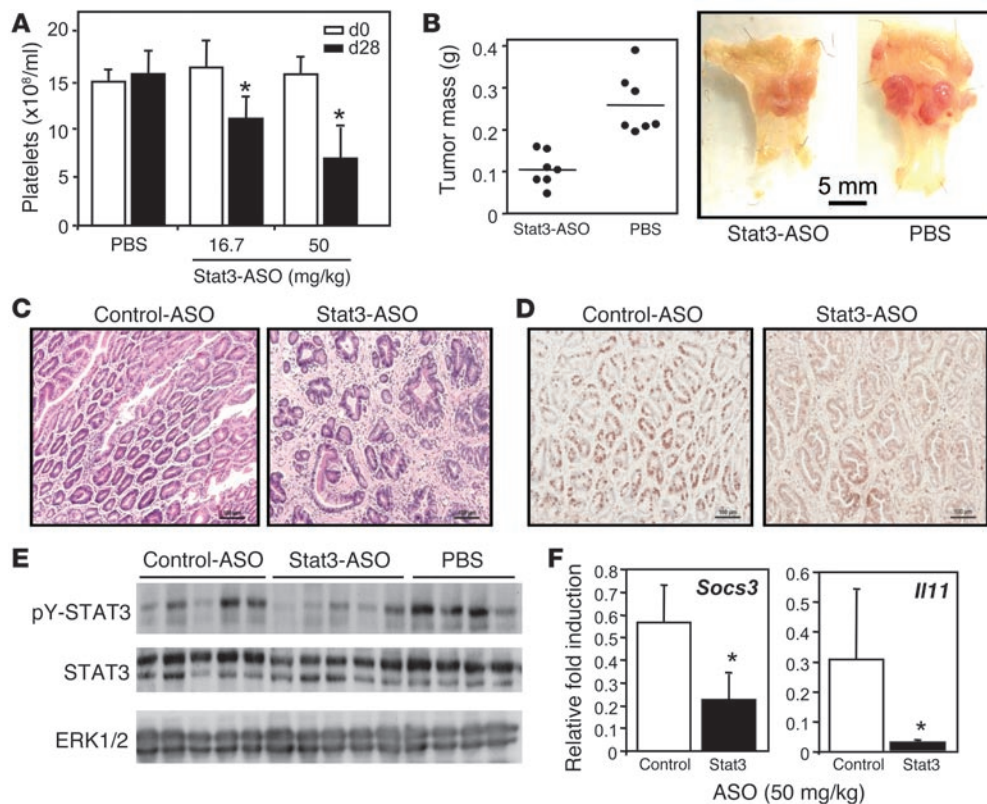 A
Platelets (x10⁸/ml)
20
15
10
5
0
d0
d28
*
*
PBS
16.7
50
Stat3-ASO (mg/kg)
B
Tumor mass (g)
0.4
0.3
0.2
0.1
0
Stat3-ASO
PBS
5 mm
Stat3-ASO
PBS
C
Control-ASO
Stat3-ASO
D
Control-ASO
Stat3-ASO
E
Control-ASO
Stat3-ASO
PBS
pY-STAT3
STAT3
ERK1/2
F
Relative fold induction
0.8
0.7
0.6
0.5
0.4
0.3
0.2
0.1
0
Socs3
*
Control
Stat3
0.6
0.5
0.4
0.3
0.2
0.1
0
Il11
*
Control
Stat3
ASO (50 mg/kg)